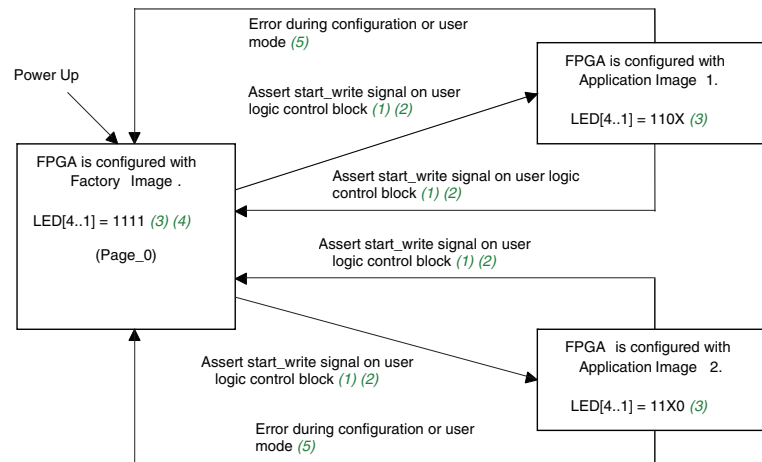 Error during configuration or user
mode (5)
FPGA is configured with
Application Image 1.
LED[4..1] = 110X (3)
Power Up
Assert start_write signal on user
logic control block (1) (2)
FPGA is configured with
Factory Image .
LED[4..1] = 1111 (3) (4)
(Page_0)
Assert start_write signal on user logic
control block (1) (2)
Assert start_write signal on user
logic control block (1) (2)
FPGA is configured with
Application Image 2.
LED[4..1] = 11X0 (3)
Assert start_write signal on user
logic control block (1) (2)
Error during configuration or user
mode (5)